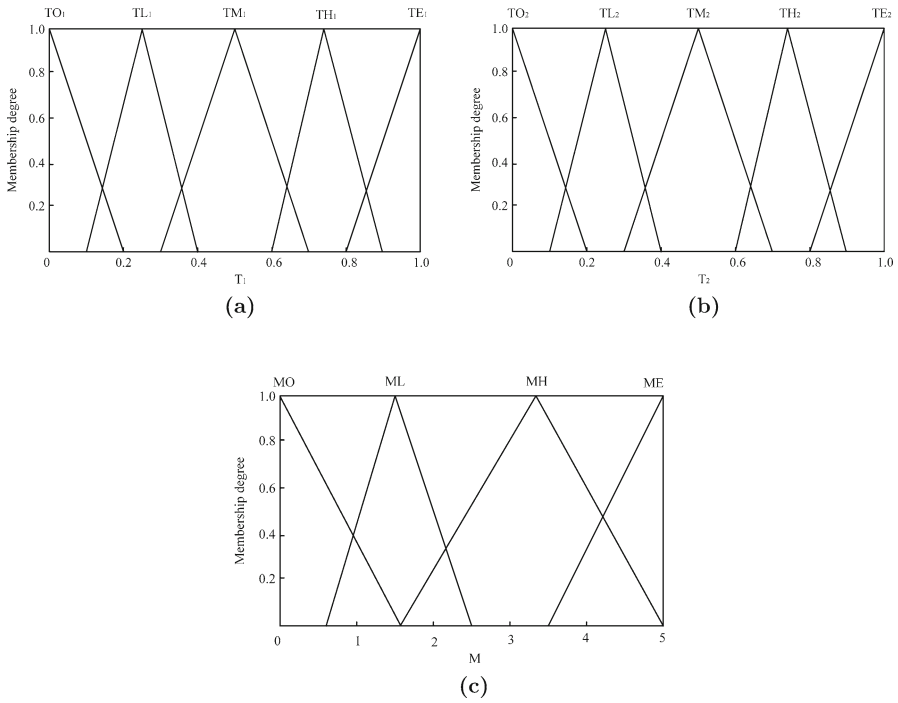 TO₁ TL₁ TM₁ TH₁ TE₁
1.0
0.8
0.6
0.4
0.2
Membership degree
0 0.2 0.4 0.6 0.8 1.0
T₁
(a)
TO₂ TL₂ TM₂ TH₂ TE₂
1.0
0.8
0.6
0.4
0.2
Membership degree
0 0.2 0.4 0.6 0.8 1.0
T₂
(b)
MO ML MH ME
1.0
0.8
0.6
0.4
0.2
Membership degree
0 1 2 3 4 5
M
(c)